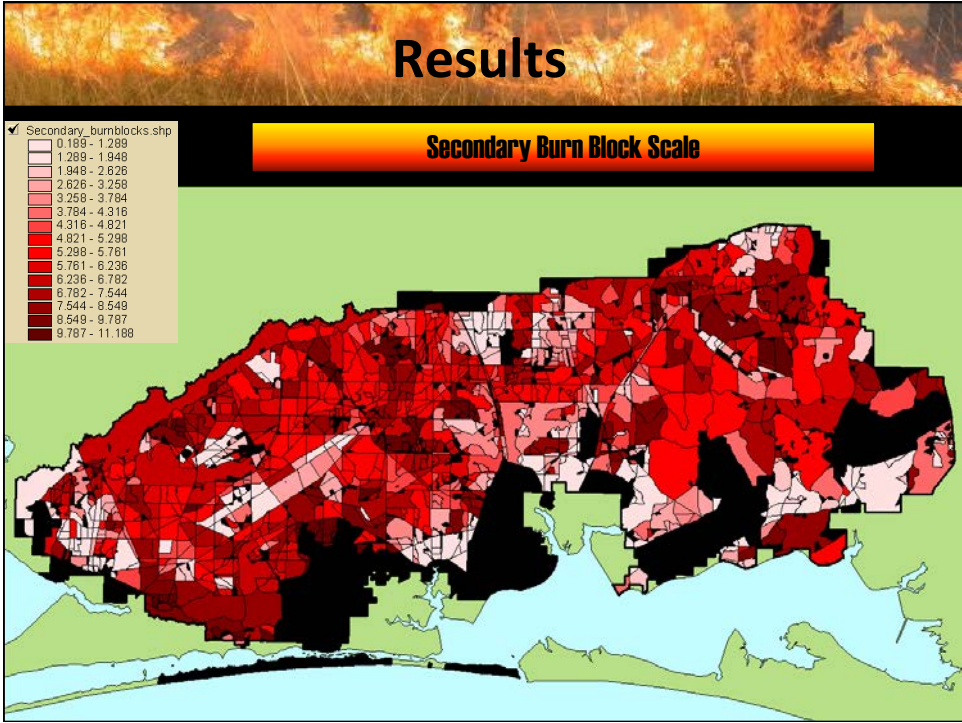 Results
Secondary_burnblocks.shp
0.189 - 1.289
1.289 - 1.948
1.948 - 2.626
2.626 - 3.258
3.258 - 3.784
3.784 - 4.316
4.316 - 4.821
4.821 - 5.298
5.298 - 5.761
5.761 - 6.236
6.236 - 6.782
6.782 - 7.544
7.544 - 8.549
8.549 - 9.787
9.787 - 11.188
Secondary Burn Block Scale